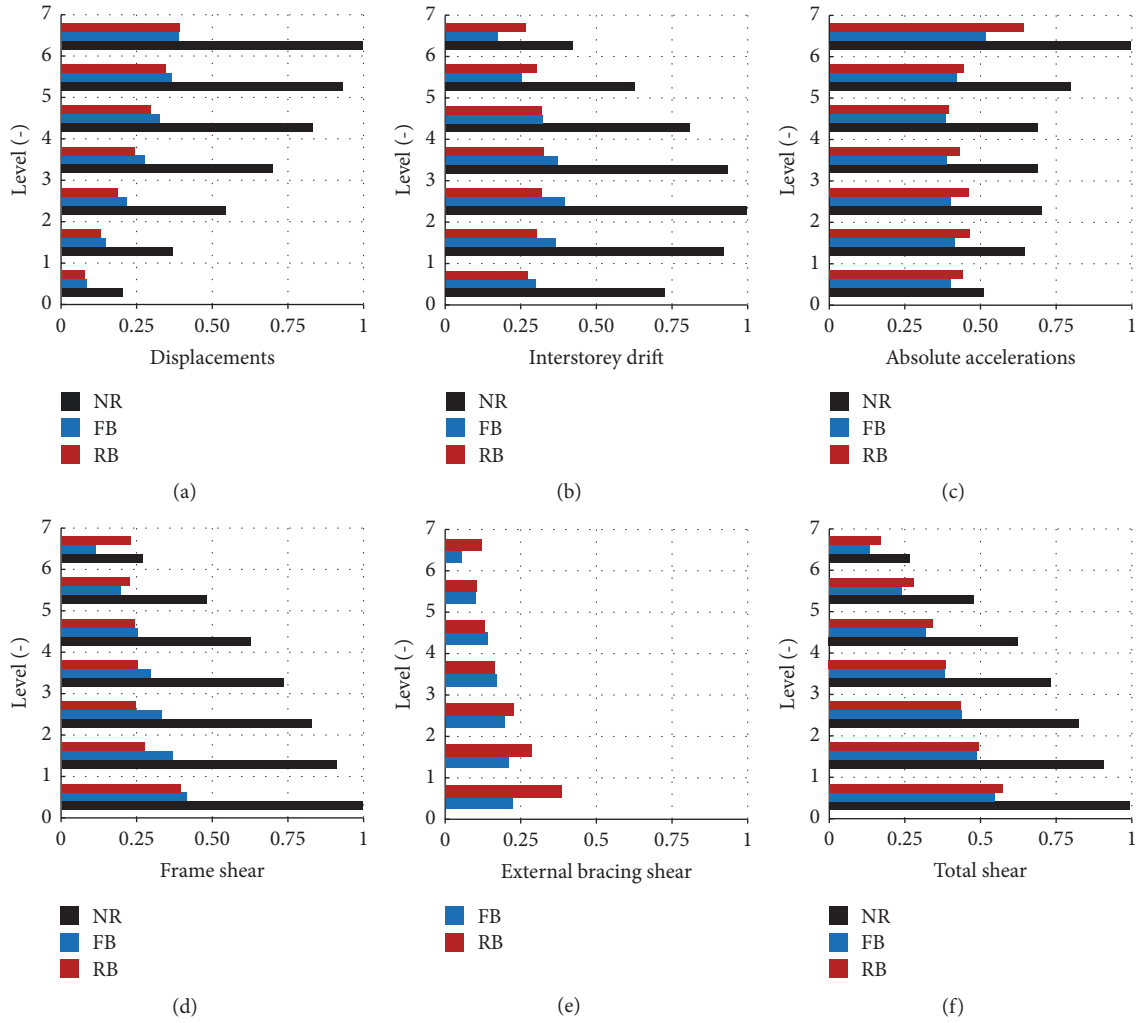 7
6
5
4
3
2
1
0
Level (-)
0 0.25 0.50 0.75 1
Displacements
NR
FB
RB
(a)
7
6
5
4
3
2
1
0
Level (-)
0 0.25 0.5 0.75 1
Interstorey drift
NR
FB
RB
(b)
7
6
5
4
3
2
1
0
Level (-)
0 0.25 0.5 0.75 1
Absolute accelerations
NR
FB
RB
(c)
7
6
5
4
3
2
1
0
Level (-)
0 0.25 0.5 0.75 1
Frame shear
NR
FB
RB
(d)
7
6
5
4
3
2
1
0
Level (-)
0 0.25 0.5 0.75 1
External bracing shear
FB
RB
(e)
7
6
5
4
3
2
1
0
Level (-)
0 0.25 0.5 0.75 1
Total shear
NR
FB
RB
(f)